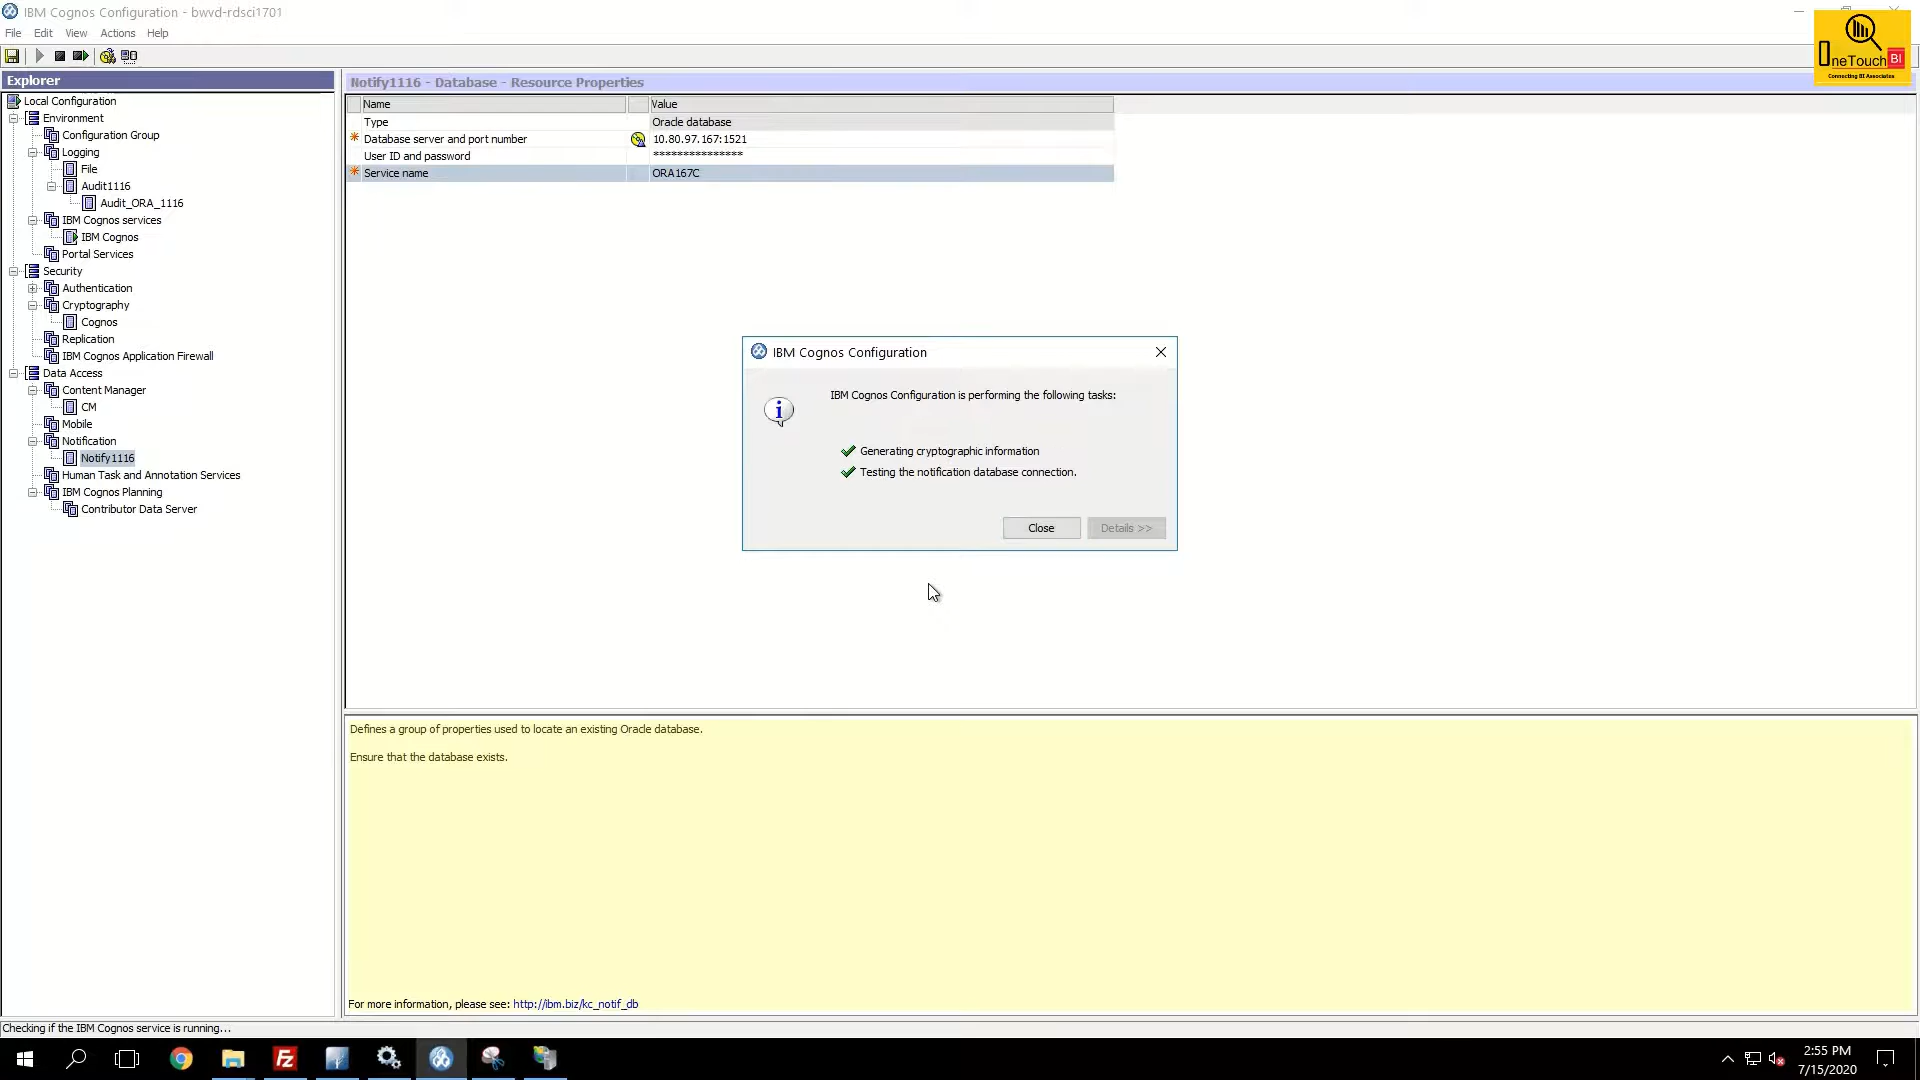 IBM Cognos Configuration - bwvd-rdsci1701
File Edit View Actions Help
OneTouch BI
Connecting BI Associates
Explorer
Local Configuration
Environment
Configuration Group
Logging
File
Audit1116
Audit_ORA_1116
IBM Cognos services
IBM Cognos
Portal Services
Security
Authentication
Cryptography
Cognos
Replication
IBM Cognos Application Firewall
Data Access
Content Manager
CM
Mobile
Notification
Notify1116
Human Task and Annotation Services
IBM Cognos Planning
Contributor Data Server
Notify1116 - Database - Resource Properties
Name Value
Type Oracle database
* Database server and port number 10.80.97.167:1521
User ID and password ***************
* Service name ORA167C
IBM Cognos Configuration
IBM Cognos Configuration is performing the following tasks:
Generating cryptographic information
Testing the notification database connection.
Close Details >>
Defines a group of properties used to locate an existing Oracle database.
Ensure that the database exists.
For more information, please see: http://ibm.biz/kc_notif_db
Checking if the IBM Cognos service is running...
2:55 PM
7/15/2020